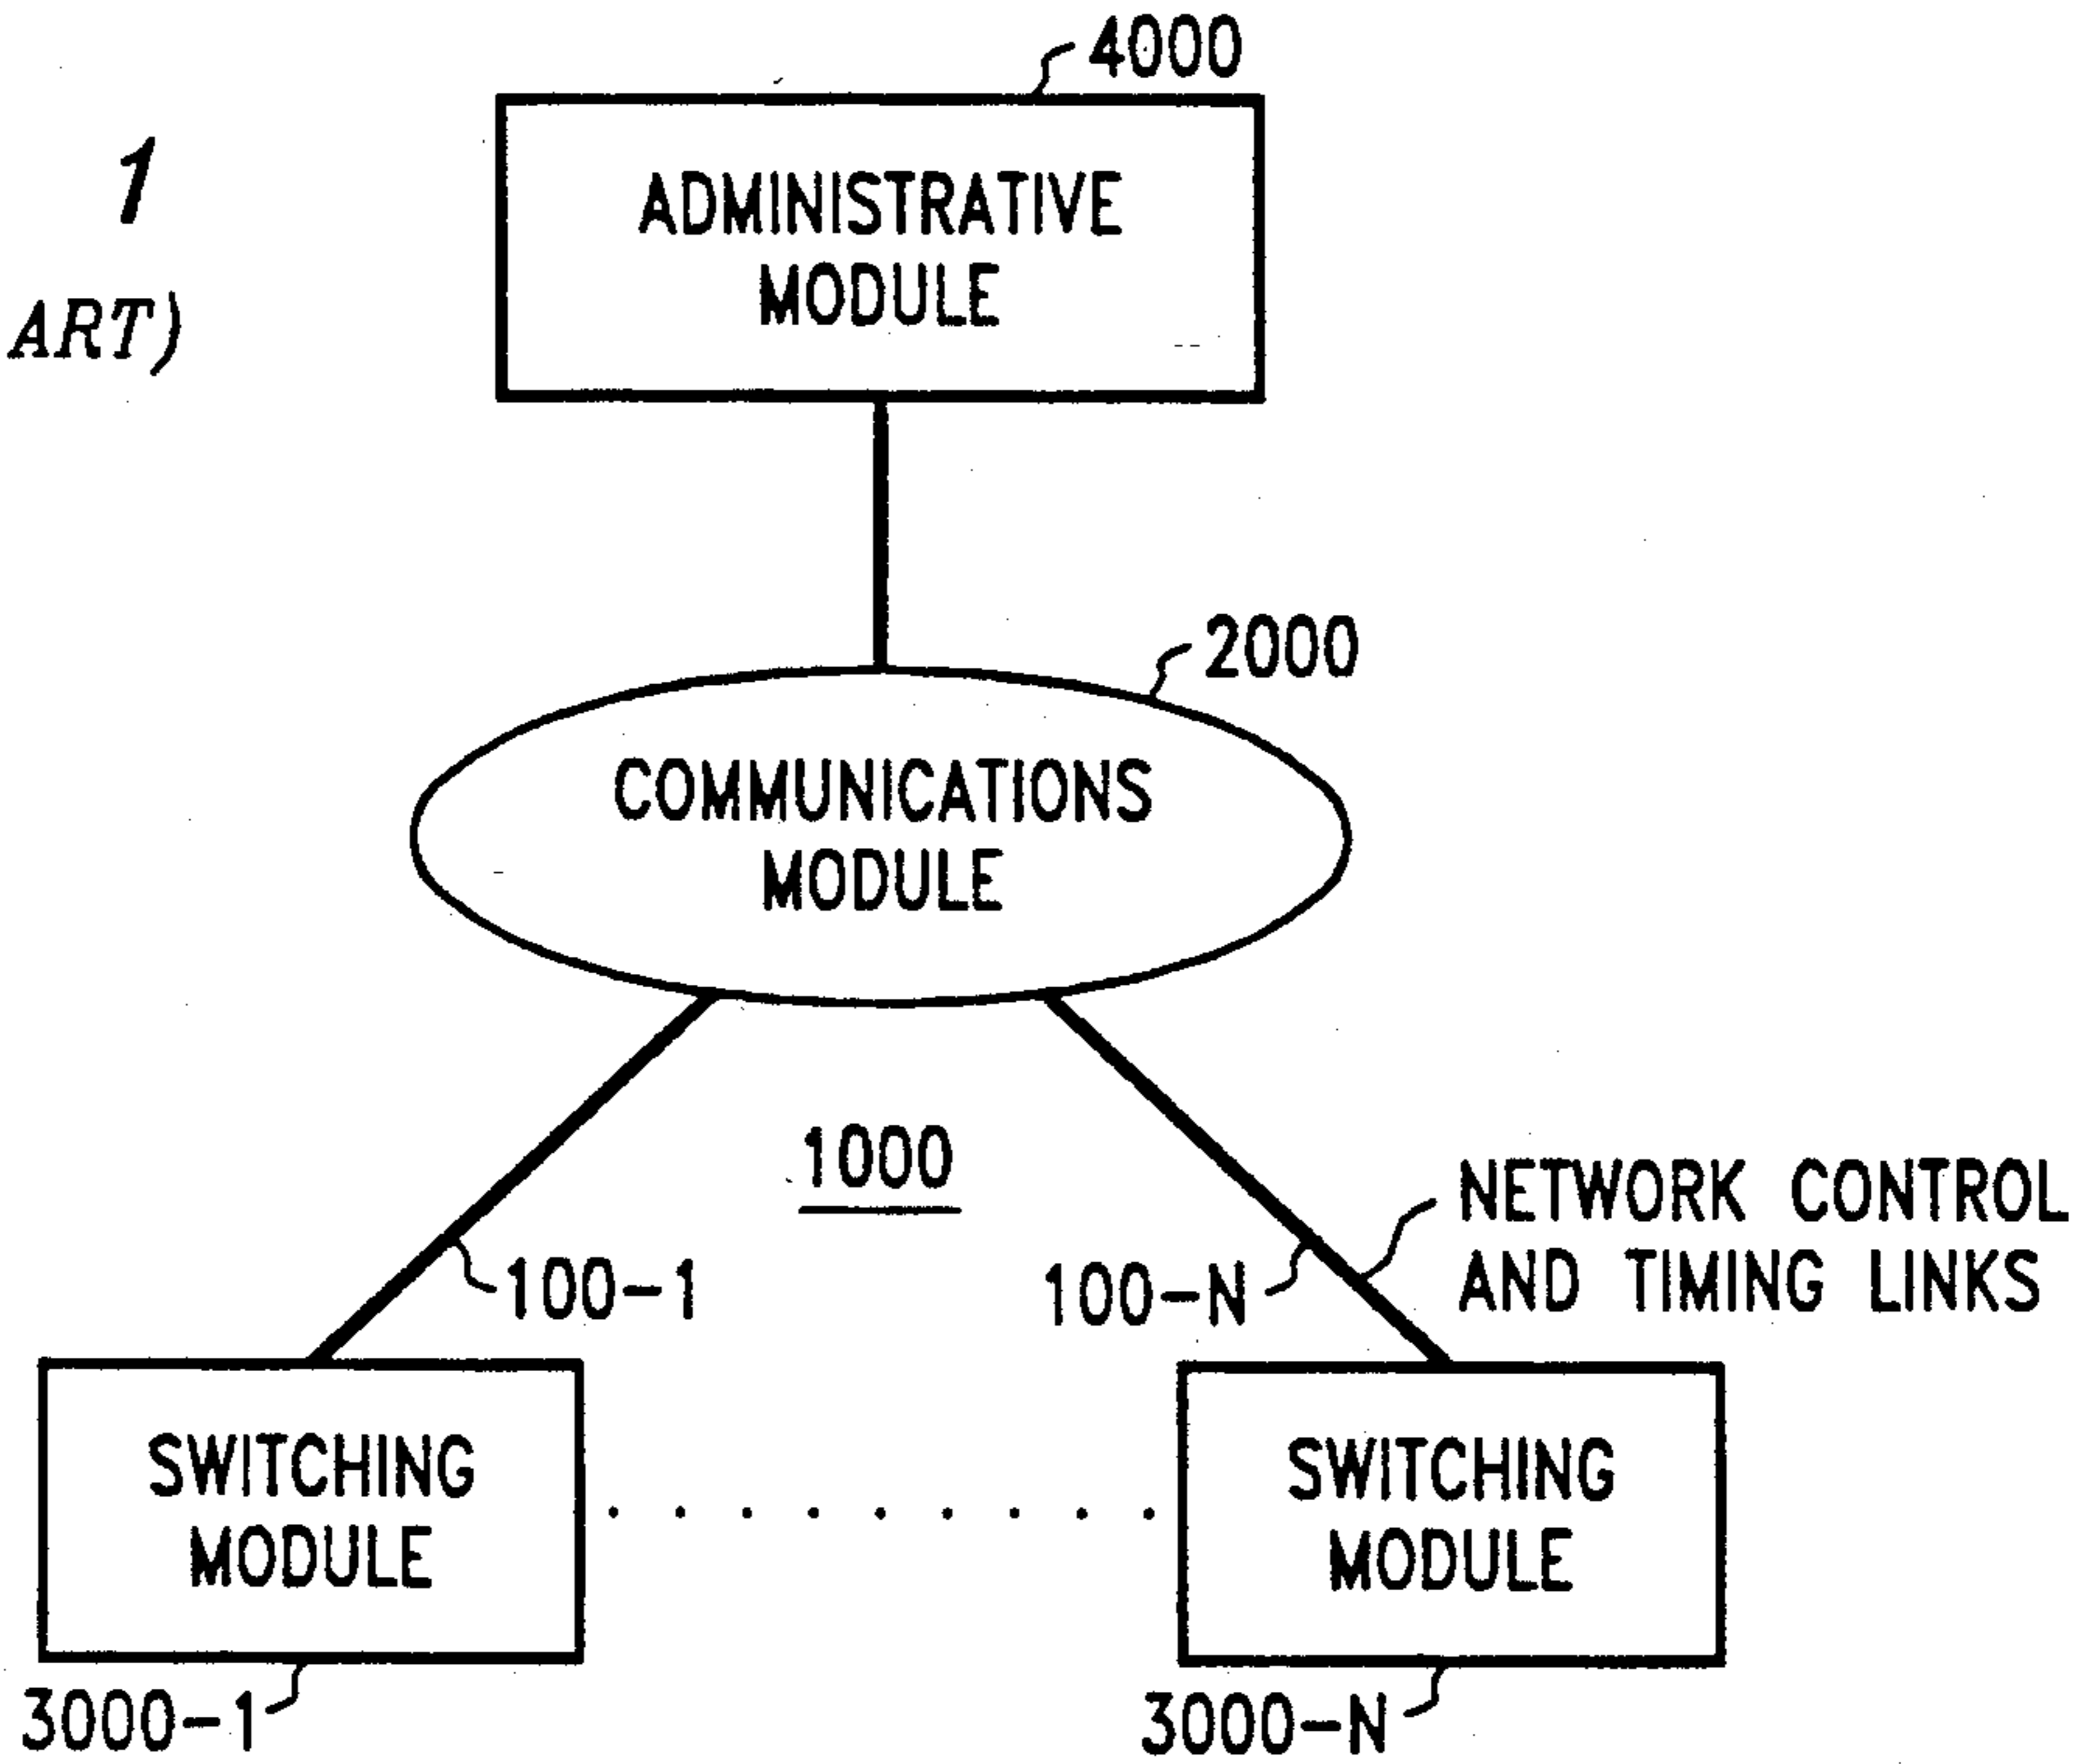 4000
1
ADMINISTRATIVE
MODULE
ART)
2000
COMMUNICATIONS
MODULE
1000
NETWORK CONTROL
AND TIMING LINKS
100-1
100-N
SWITCHING
MODULE
SWITCHING
MODULE
3000-1
3000-N